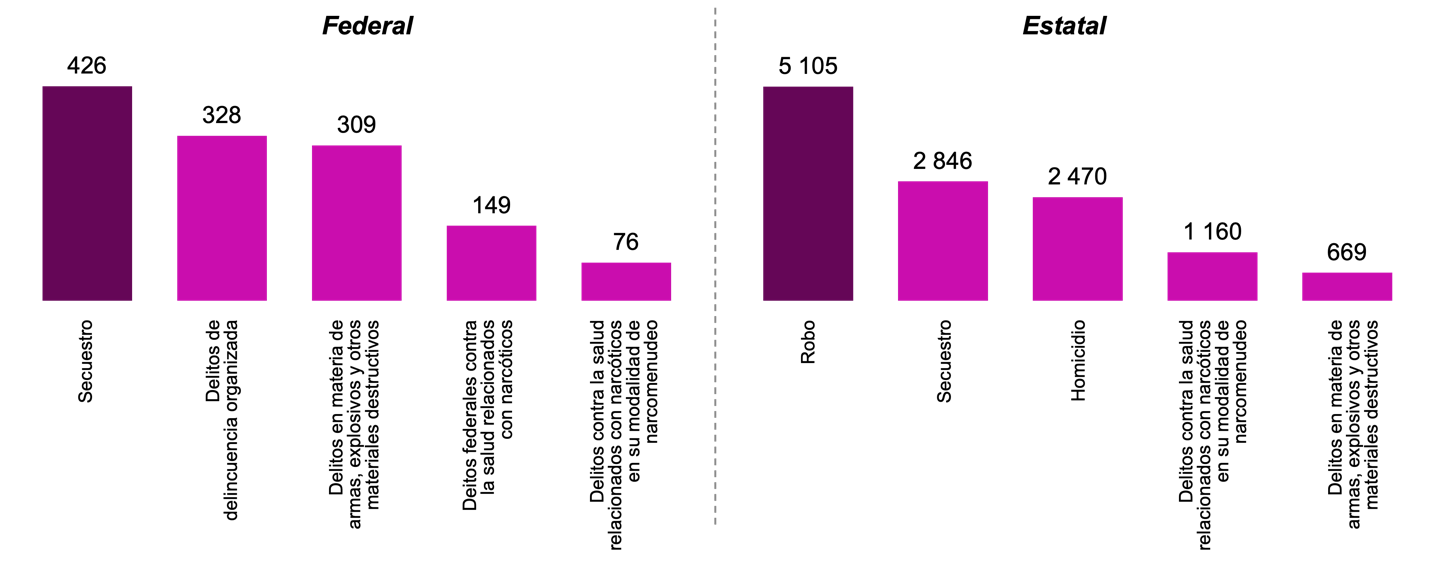 Federal
426
328
309
149
76
Secuestro
Delitos de
delincuencia organizada
Delitos en materia de
armas, explosivos y otros
materiales destructivos
Deitos federales contra
la salud relacionados
con narcóticos
Delitos contra la salud
relacionados con narcóticos
en su modalidad de
narcomenudeo
Estatal
5 105
2 846
2 470
1 160
669
Robo
Secuestro
Homicidio
Delitos contra la salud
relacionados con narcóticos
en su modalidad de
narcomenudeo
Delitos en materia de
armas, explosivos y otros
materiales destructivos